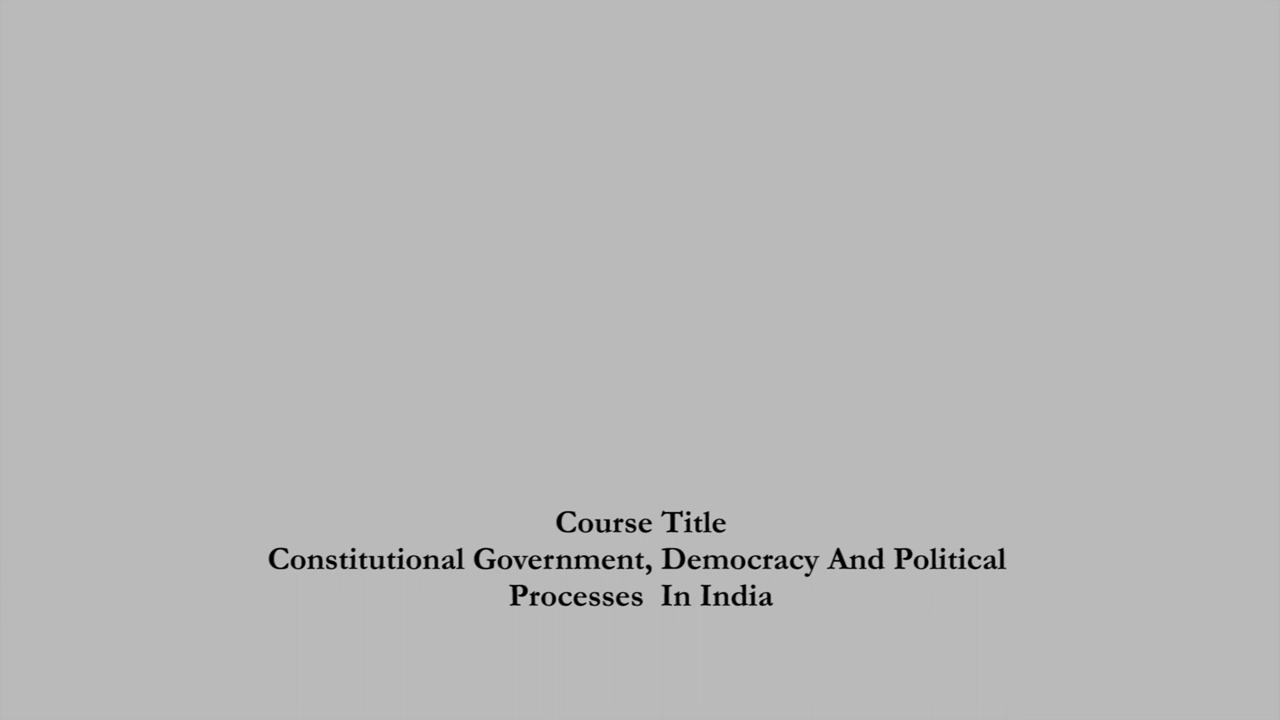 Course Title
Constitutional Government, Democracy And Political
Processes  In India